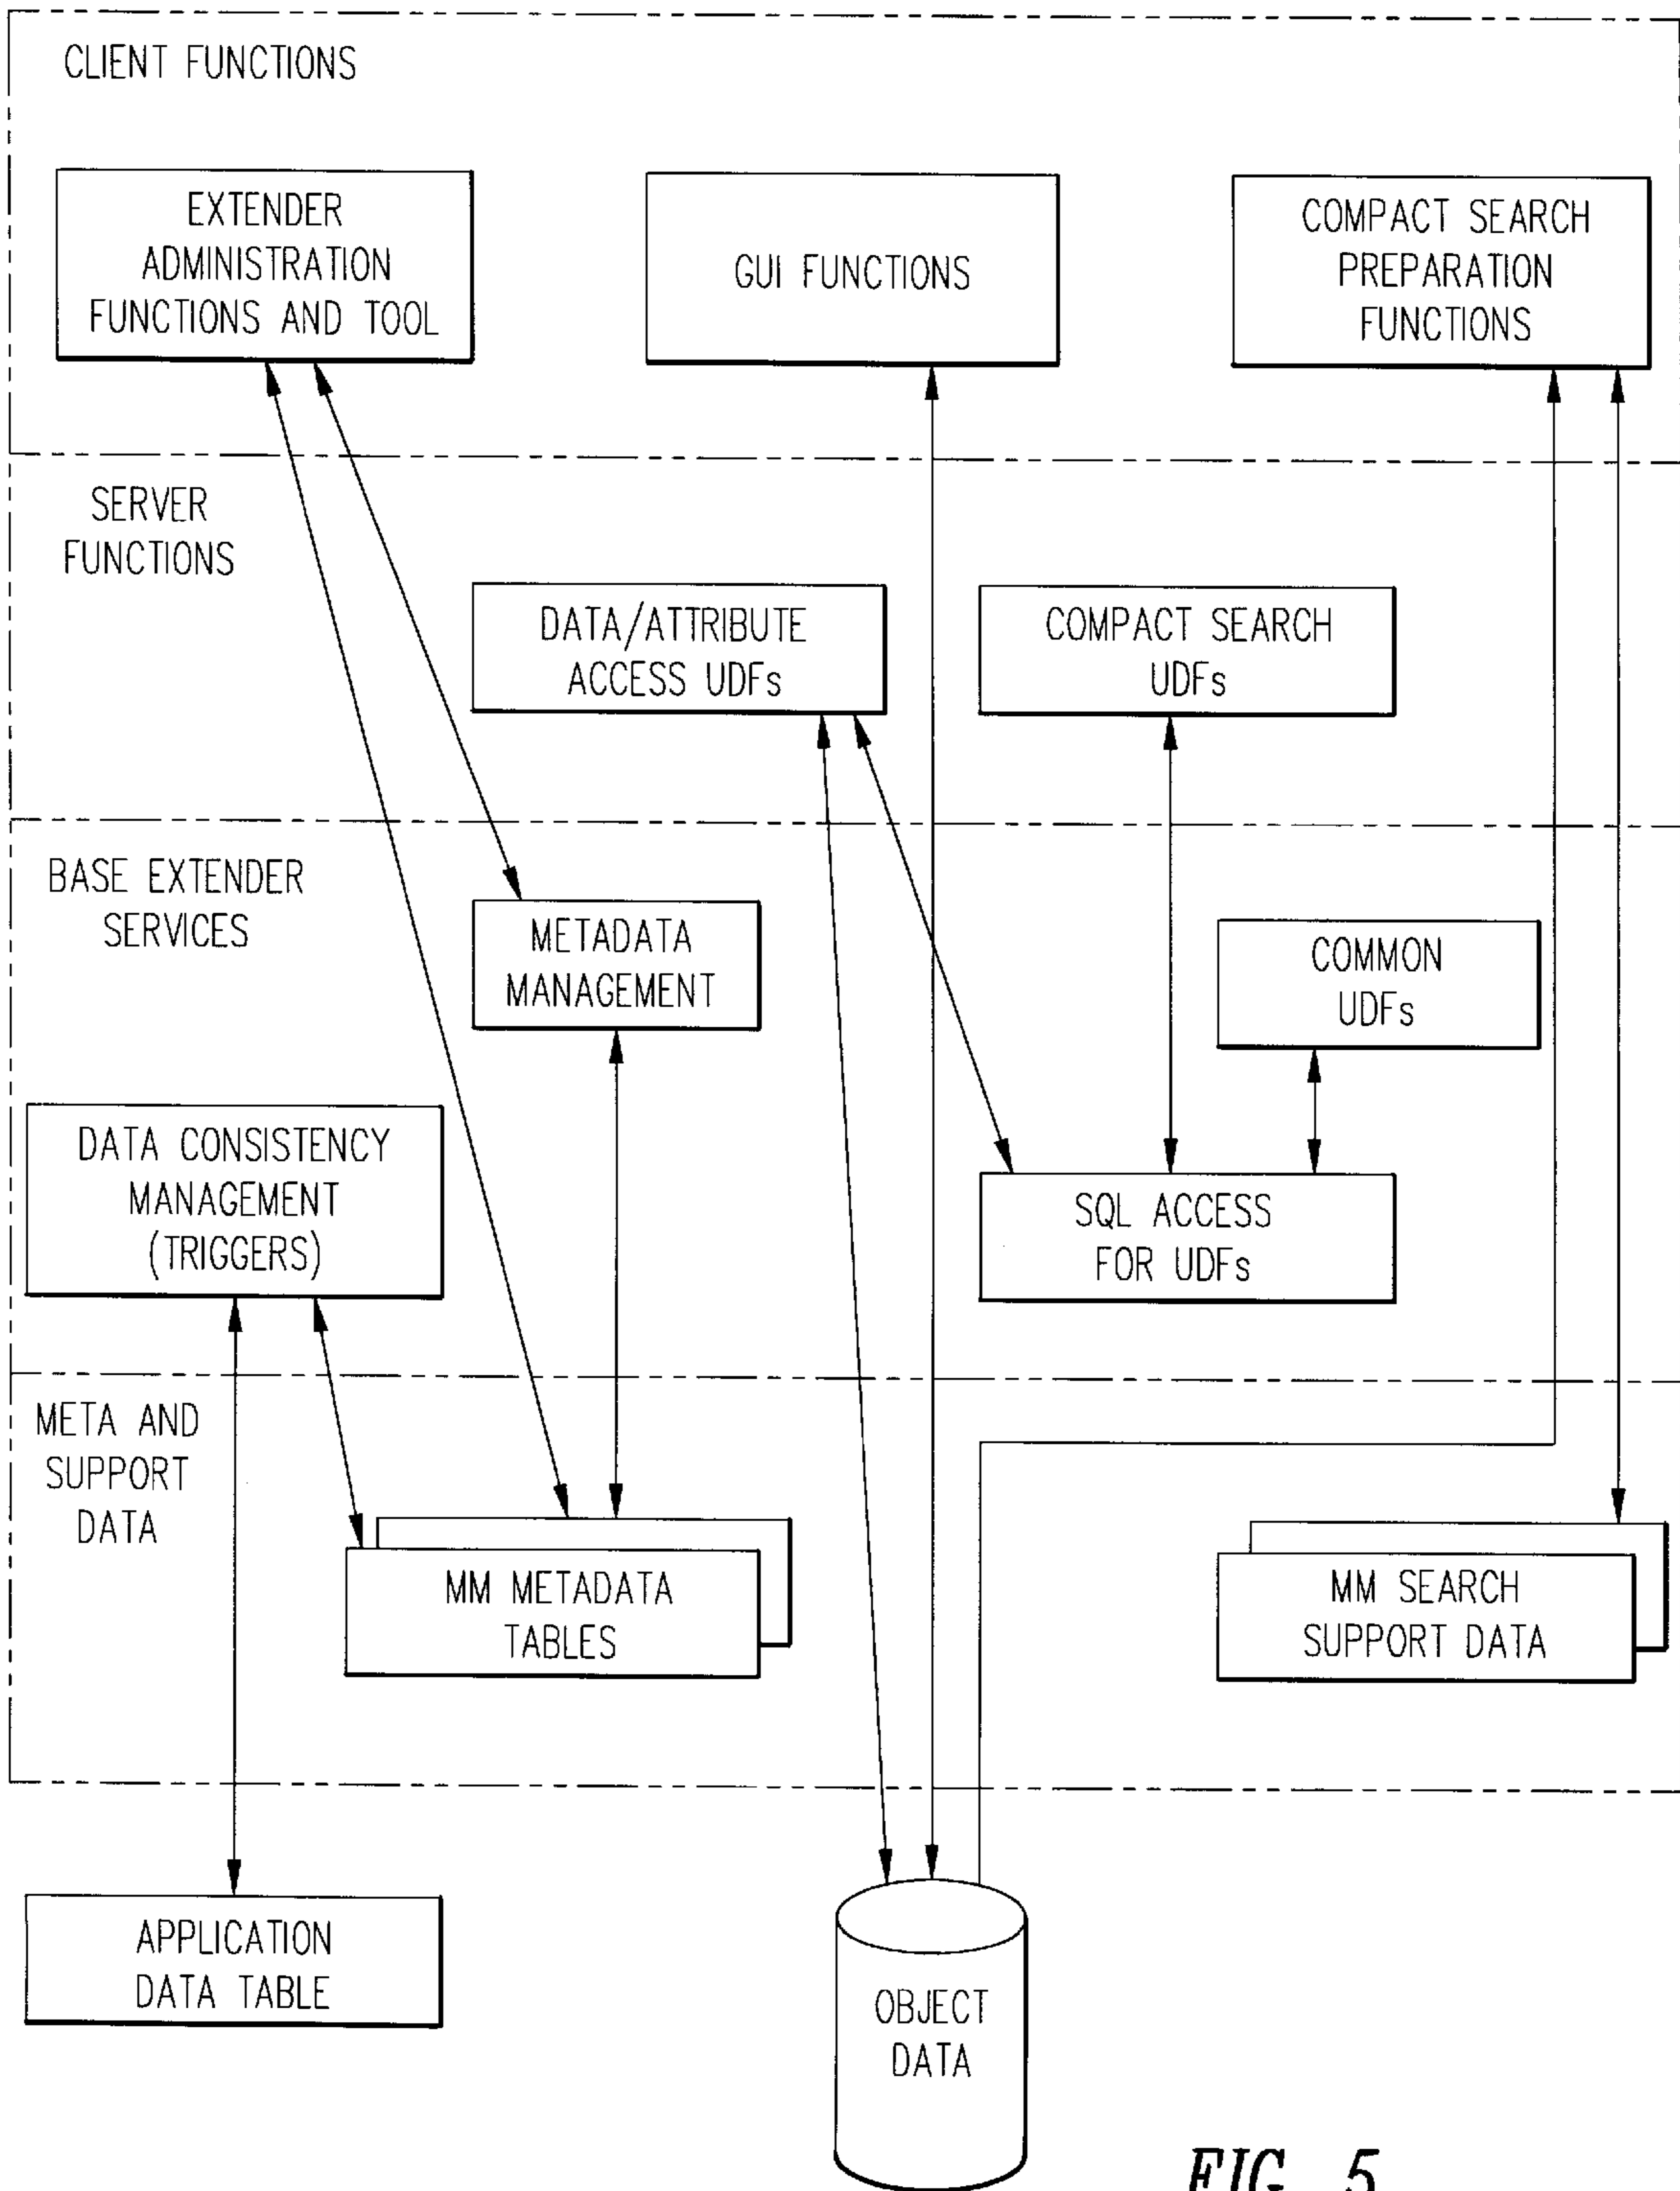 CLIENT FUNCTIONS
EXTENDER
ADMINISTRATION
FUNCTIONS AND TOOL
GUI FUNCTIONS
COMPACT SEARCH
PREPARATION
FUNCTIONS
SERVER
FUNCTIONS
DATA/ATTRIBUTE
ACCESS UDFs
COMPACT SEARCH
UDFs
BASE EXTENDER
SERVICES
METADATA
MANAGEMENT
COMMON
UDFs
DATA CONSISTENCY
MANAGEMENT
(TRIGGERS)
SQL ACCESS
FOR UDFs
META AND
SUPPORT
DATA
MM METADATA
TABLES
MM SEARCH
SUPPORT DATA
APPLICATION
DATA TABLE
OBJECT
DATA
FIG. 5